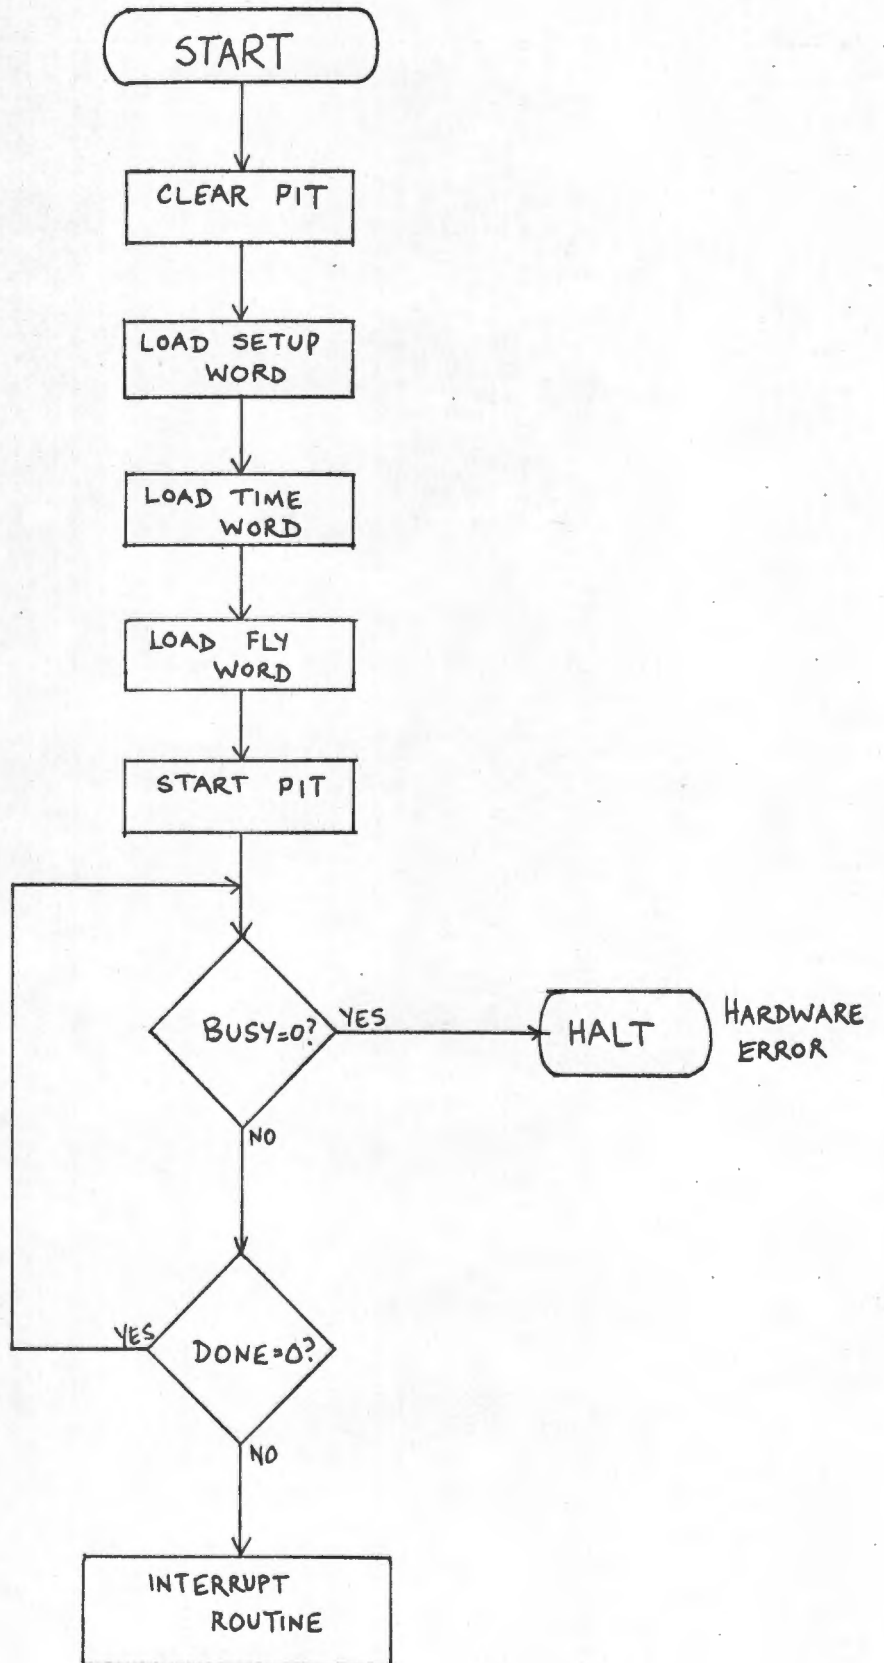 START
CLEAR PIT
LOAD SETUP
WORD
LOAD TIME
WORD
LOAD FLY
WORD
START PIT
BUSY=0?
YES
HALT
HARDWARE
ERROR
NO
YES
DONE=0?
NO
INTERRUPT
ROUTINE